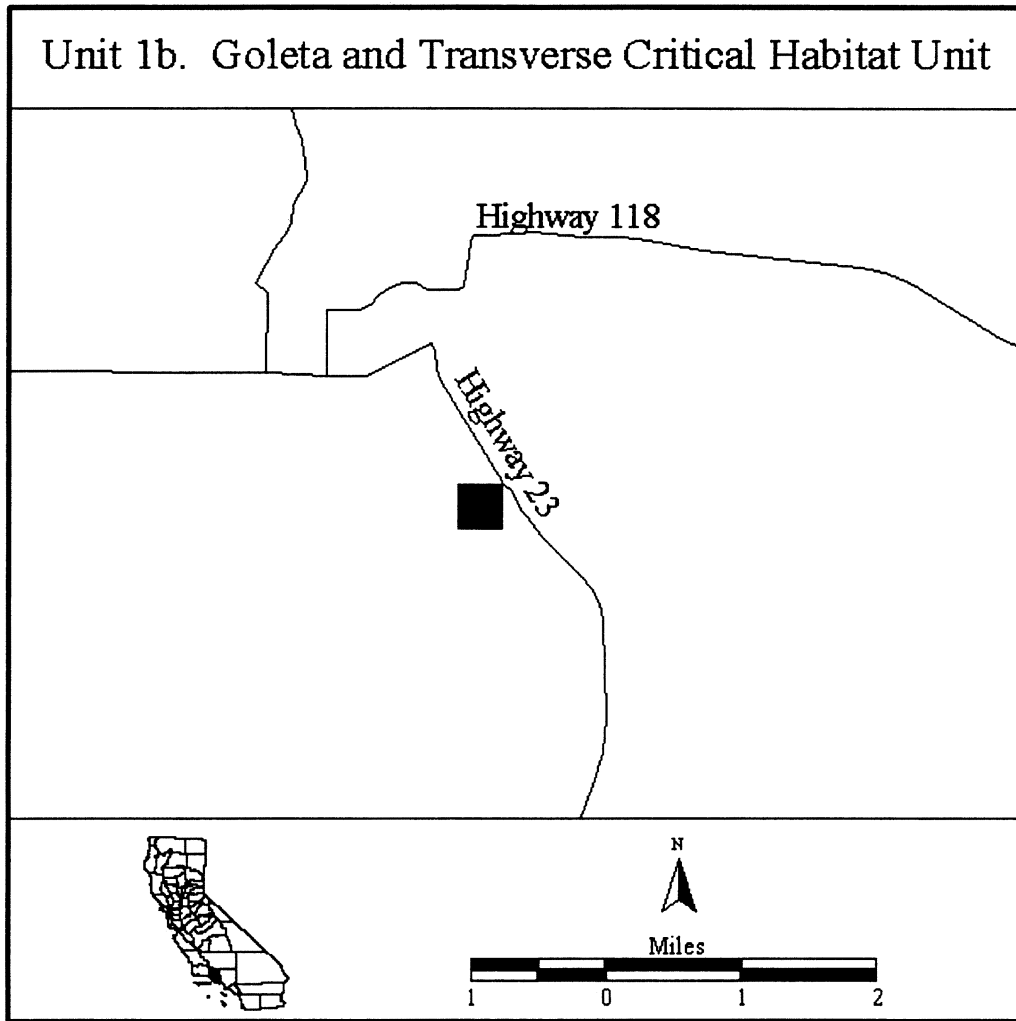 Unit 1b. Goleta and Transverse Critical Habitat Unit
Highway 118
Highway 23
N
Miles
1 0 1 2